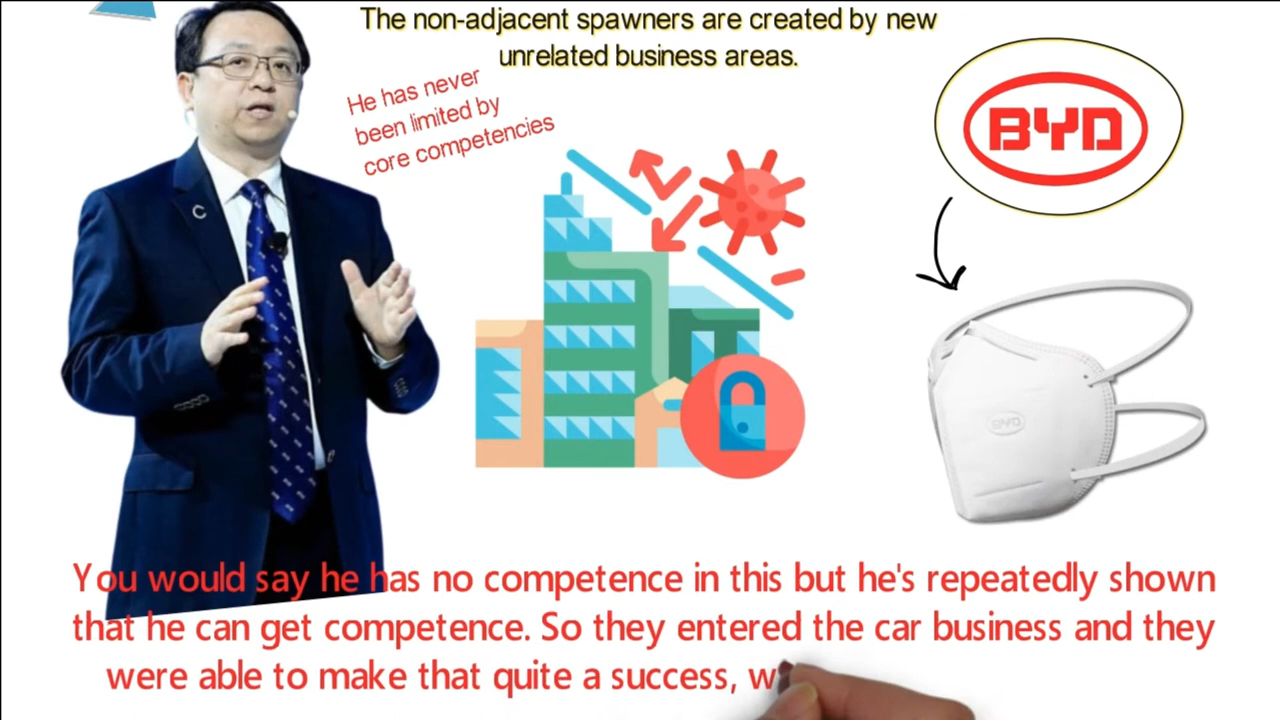 The non-adjacent spawners are created by new
unrelated business areas.
He has never
been limited by
core competencies
BYD
BYD
You would say he has no competence in this but he's repeatedly shown
that he can get competence. So they entered the car business and they
were able to make that quite a success, w